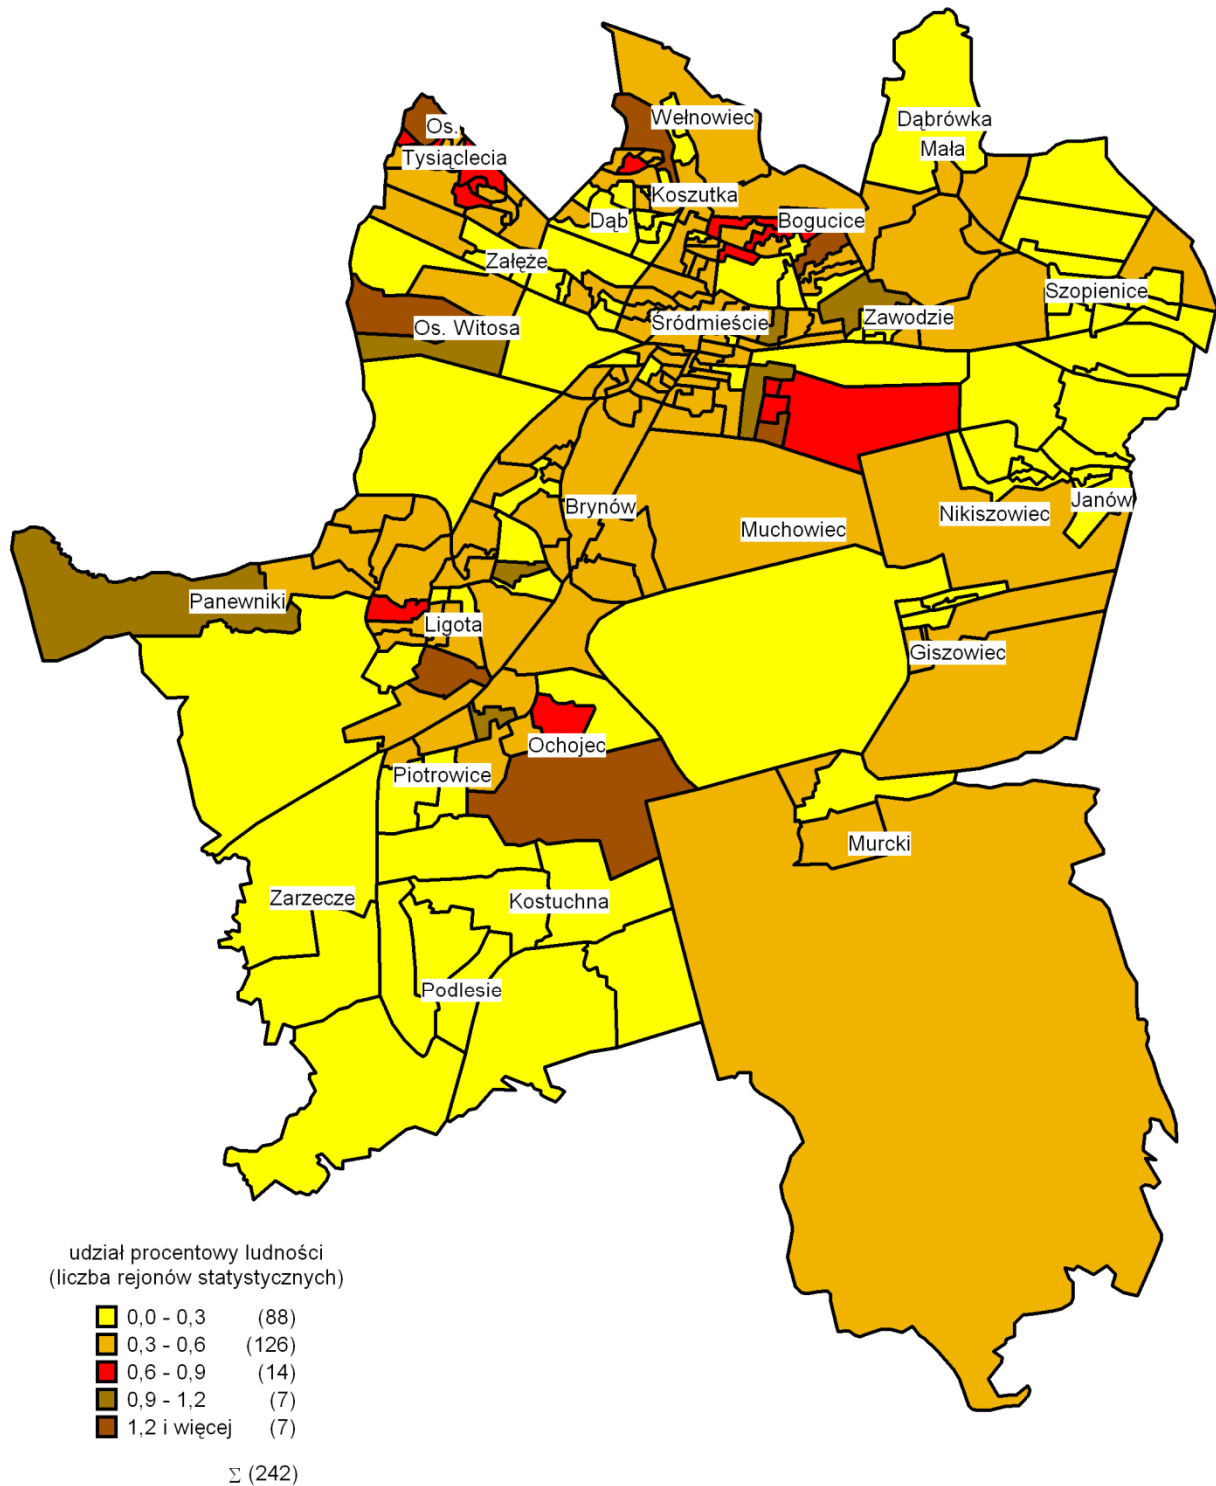 Wełnowiec
Dąbrówka
Mała
Os.
Tysiąclecia
Koszutka
Dąb
Bogucice
Załęże
Szopienice
Os. Witosa
Śródmieście
Zawodzie
Brynów
Muchowiec
Nikiszowiec
Janów
Panewniki
Ligota
Giszowiec
Ochojec
Piotrowice
Murcki
Zarzecze
Kostuchna
Podlesie
udział procentowy ludności
(liczba rejonów statystycznych)
0,0 - 0,3 (88)
0,3 - 0,6 (126)
0,6 - 0,9 (14)
0,9 - 1,2 (7)
1,2 i więcej (7)
Σ (242)